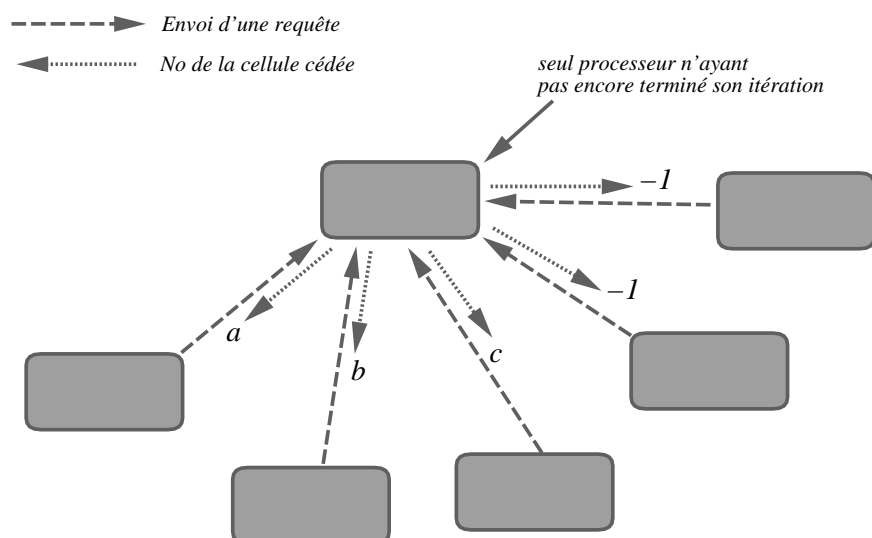 Envoi d'une requête
No de la cellule cédée
seul processeur n'ayant
pas encore terminé son itération
–1
–1
a
b
c